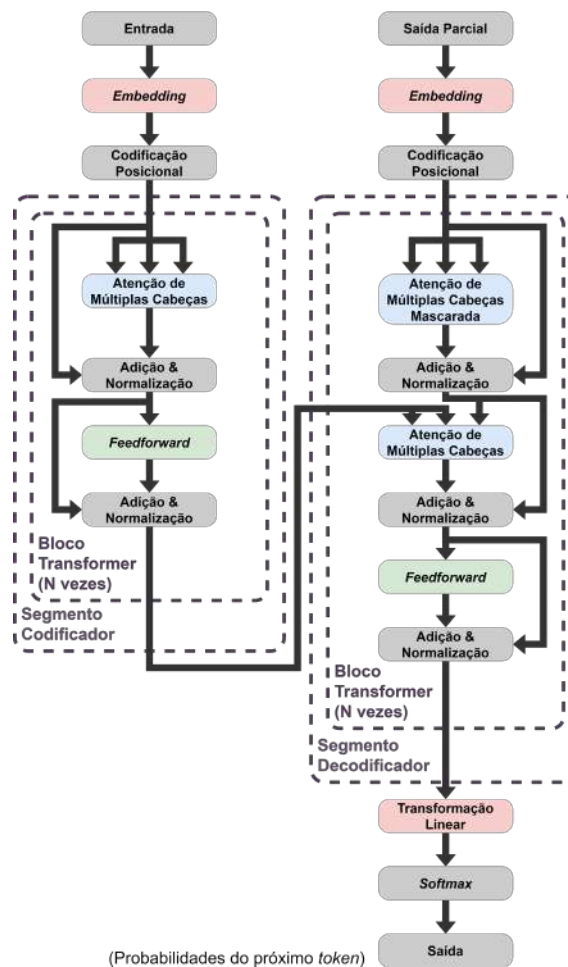 Entrada
Embedding
Codificação
Posicional
Atenção de
Múltiplas Cabeças
Adição &
Normalização
Feedforward
Adição &
Normalização
Bloco
Transformer
(N vezes)
Segmento
Codificador
Saída Parcial
Embedding
Codificação
Posicional
Atenção de
Múltiplas Cabeças
Mascarada
Adição &
Normalização
Atenção de
Múltiplas Cabeças
Adição &
Normalização
Feedforward
Adição &
Normalização
Bloco
Transformer
(N vezes)
Segmento
Decodificador
Transformação
Linear
Softmax
(Probabilidades do próximo token)
Saída